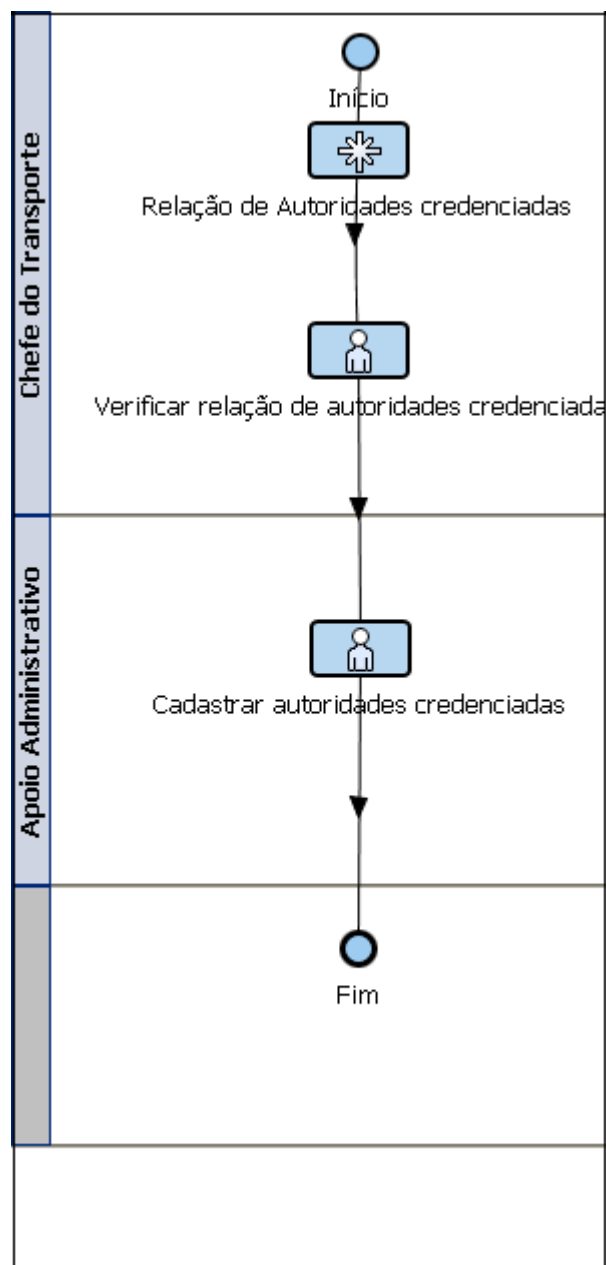 Chefe do Transporte
Início
Relação de Autoridades credenciadas
Verificar relação de autoridades credenciada
Apoio Administrativo
Cadastrar autoridades credenciadas
Fim